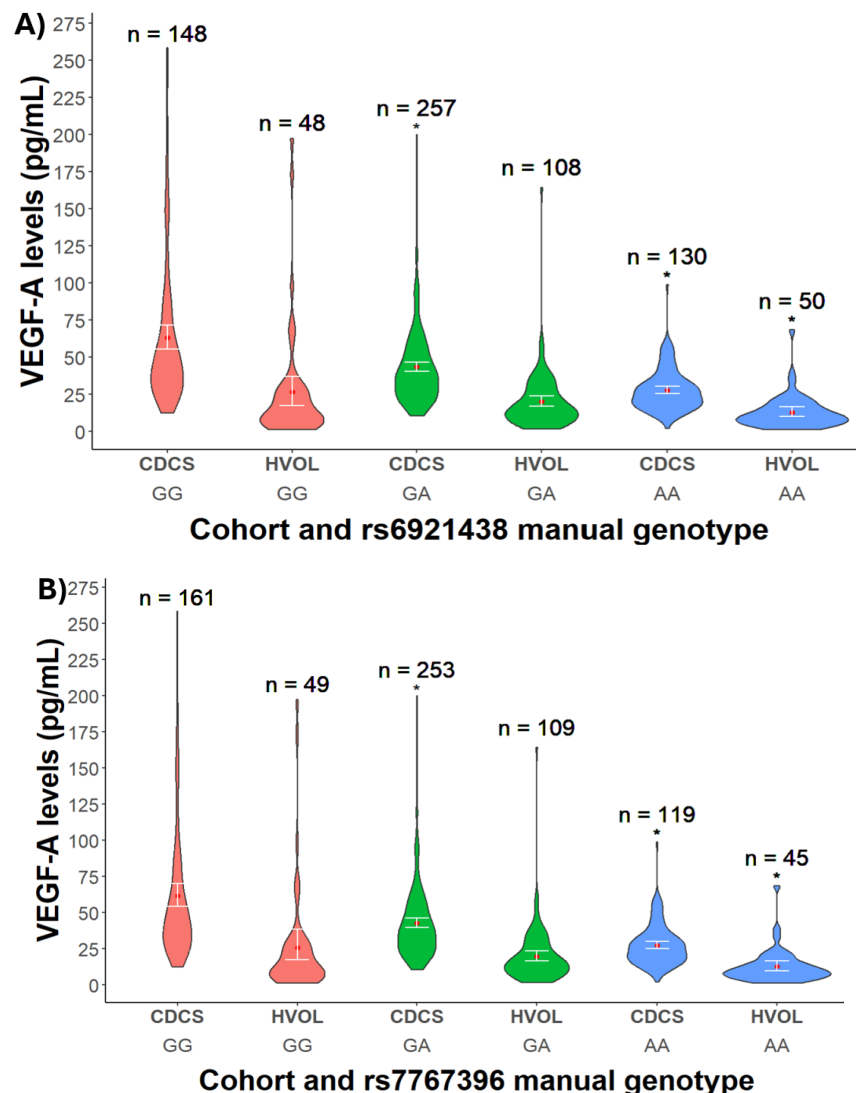 A)
VEGF-A levels (pg/mL)
275
250
225
200
175
150
125
100
75
50
25
0
n = 148
n = 48
n = 257
*
n = 108
n = 130
*
n = 50
*
CDCS HVOL CDCS HVOL CDCS HVOL
GG GG GA GA AA AA
Cohort and rs6921438 manual genotype
B)
VEGF-A levels (pg/mL)
275
250
225
200
175
150
125
100
75
50
25
0
n = 161
n = 49
n = 253
*
n = 109
n = 119
*
n = 45
*
CDCS HVOL CDCS HVOL CDCS HVOL
GG GG GA GA AA AA
Cohort and rs7767396 manual genotype